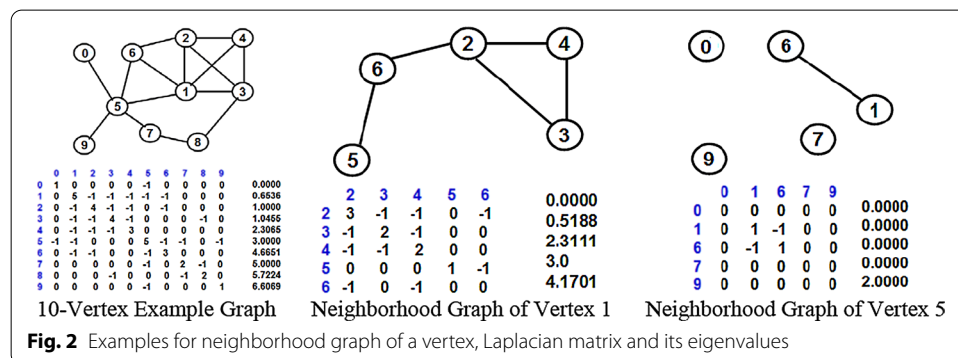 2 4
0 6
1 3
5
7
9 8
0 1 2 3 4 5 6 7 8 9
0 1 0 0 0 0 -1 0 0 0 0 0.0000
1 0 5 -1 -1 -1 -1 -1 0 0 0 0.6536
2 0 -1 4 -1 -1 0 -1 0 0 0 1.0000
3 0 -1 -1 4 -1 0 0 0 -1 0 1.0455
4 0 -1 -1 -1 3 0 0 0 0 0 2.3065
5 -1 -1 0 0 0 5 -1 -1 0 -1 3.0000
6 0 -1 -1 0 0 -1 3 0 0 0 4.6651
7 0 0 0 0 0 -1 0 2 -1 0 5.0000
8 0 0 0 -1 0 0 0 -1 2 0 5.7224
9 0 0 0 0 0 -1 0 0 0 1 6.6069
10-Vertex Example Graph
2 4
6
3
5
2 3 4 5 6
2 3 -1 -1 0 -1
3 -1 2 -1 0 0
4 -1 -1 2 0 0
5 0 0 0 1 -1
6 -1 0 -1 0 0
0.0000
0.5188
2.3111
3.0
4.1701
Neighborhood Graph of Vertex 1
0 6
1
7
9
0 1 6 7 9
0 0 0 0 0 0
1 0 1 -1 0 0
6 0 -1 1 0 0
7 0 0 0 0 0
9 0 0 0 0 0
0.0000
0.0000
0.0000
0.0000
2.0000
Neighborhood Graph of Vertex 5
Fig. 2 Examples for neighborhood graph of a vertex, Laplacian matrix and its eigenvalues